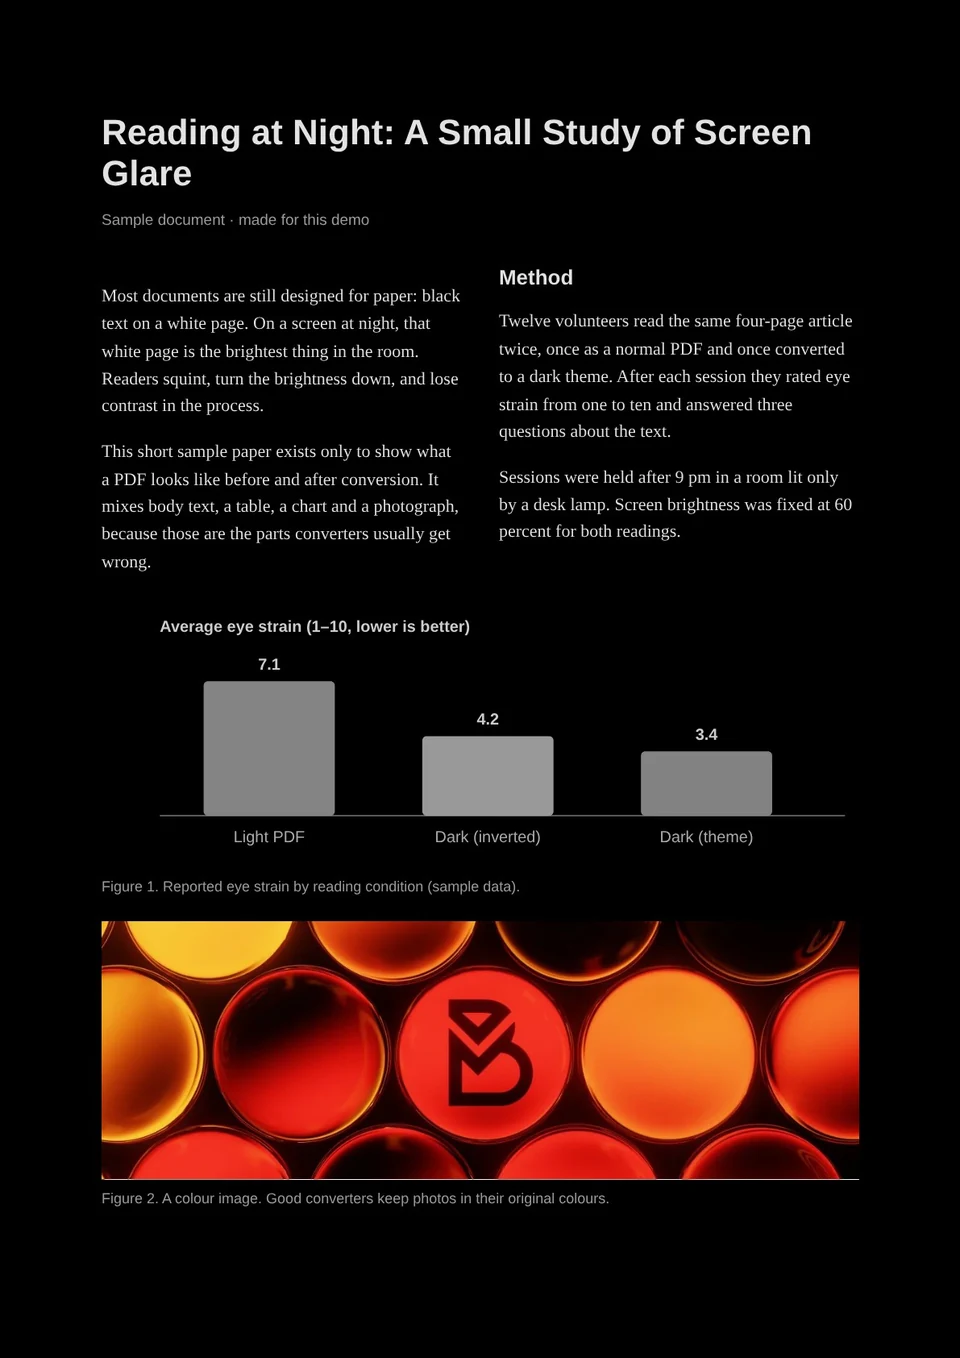 Reading at Night: A Small Study of Screen
Glare
Sample document · made for this demo
Most documents are still designed for paper: black
text on a white page. On a screen at night, that
white page is the brightest thing in the room.
Readers squint, turn the brightness down, and lose
contrast in the process.
This short sample paper exists only to show what
a PDF looks like before and after conversion. It
mixes body text, a table, a chart and a photograph,
because those are the parts converters usually get
wrong.
Method
Twelve volunteers read the same four-page article
twice, once as a normal PDF and once converted
to a dark theme. After each session they rated eye
strain from one to ten and answered three
questions about the text.
Sessions were held after 9 pm in a room lit only
by a desk lamp. Screen brightness was fixed at 60
percent for both readings.
Average eye strain (1–10, lower is better)
7.1
4.2
3.4
Light PDF
Dark (inverted)
Dark (theme)
Figure 1. Reported eye strain by reading condition (sample data).
B
Figure 2. A colour image. Good converters keep photos in their original colours.